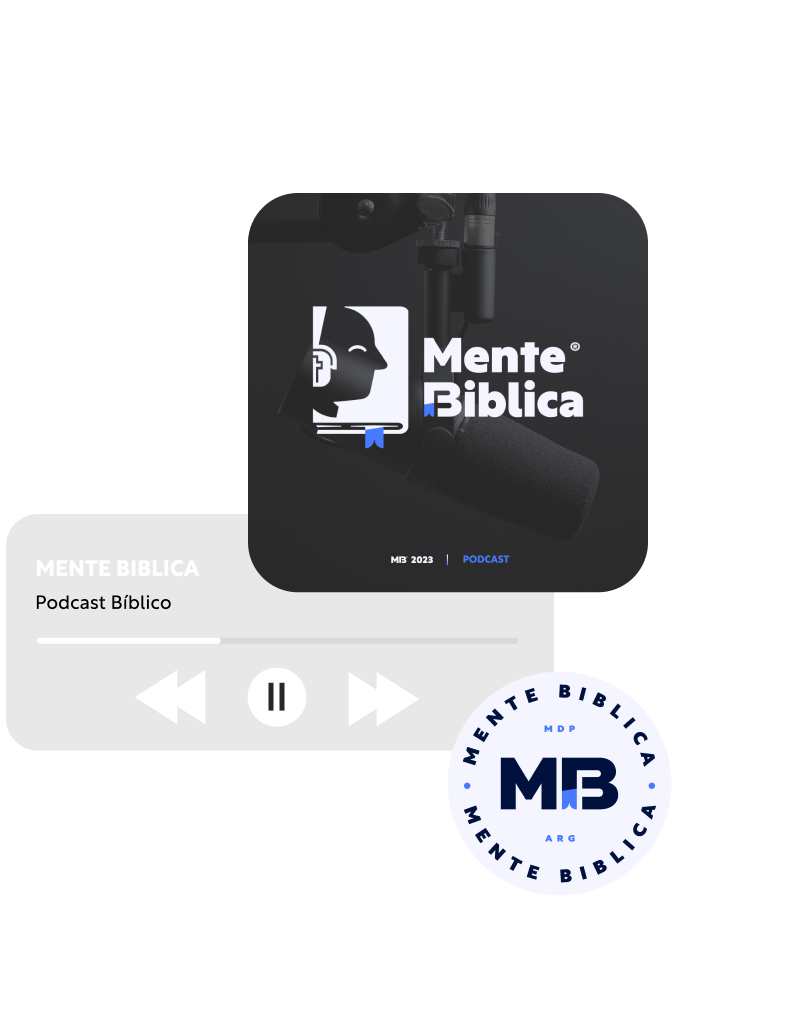 Mente®
Biblica
MB 2023 | PODCAST
MENTE BIBLICA
Podcast Bíblico
MENTE BIBLICA
MDP
MB
ARG
MENTE BIBLICA